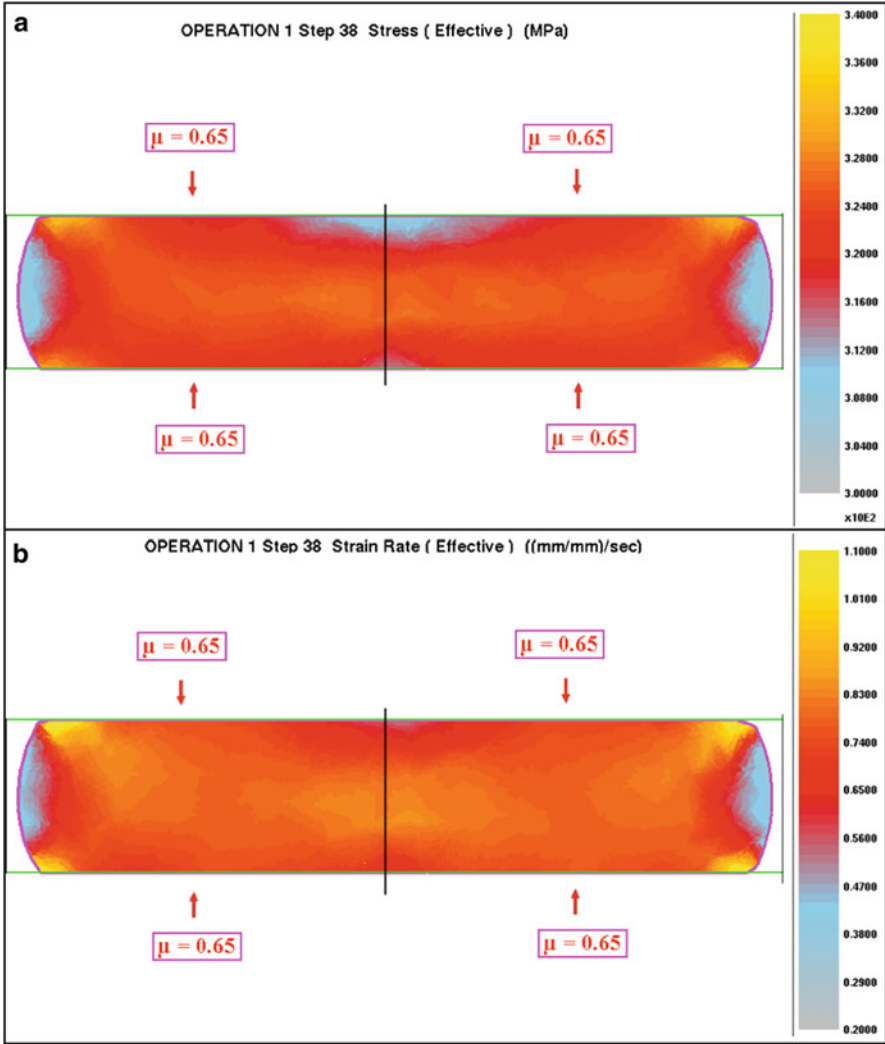 a
OPERATION 1 Step 38 Stress ( Effective ) (MPa)
μ = 0.65
μ = 0.65
μ = 0.65
μ = 0.65
3.4000
3.3600
3.3200
3.2800
3.2400
3.2000
3.1600
3.1200
3.0800
3.0400
3.0000
x10E2
b
OPERATION 1 Step 38 Strain Rate ( Effective ) ((mm/mm)/sec)
μ = 0.65
μ = 0.65
μ = 0.65
μ = 0.65
1.1000
1.0100
0.9200
0.8300
0.7400
0.6500
0.5600
0.4700
0.3800
0.2900
0.2000